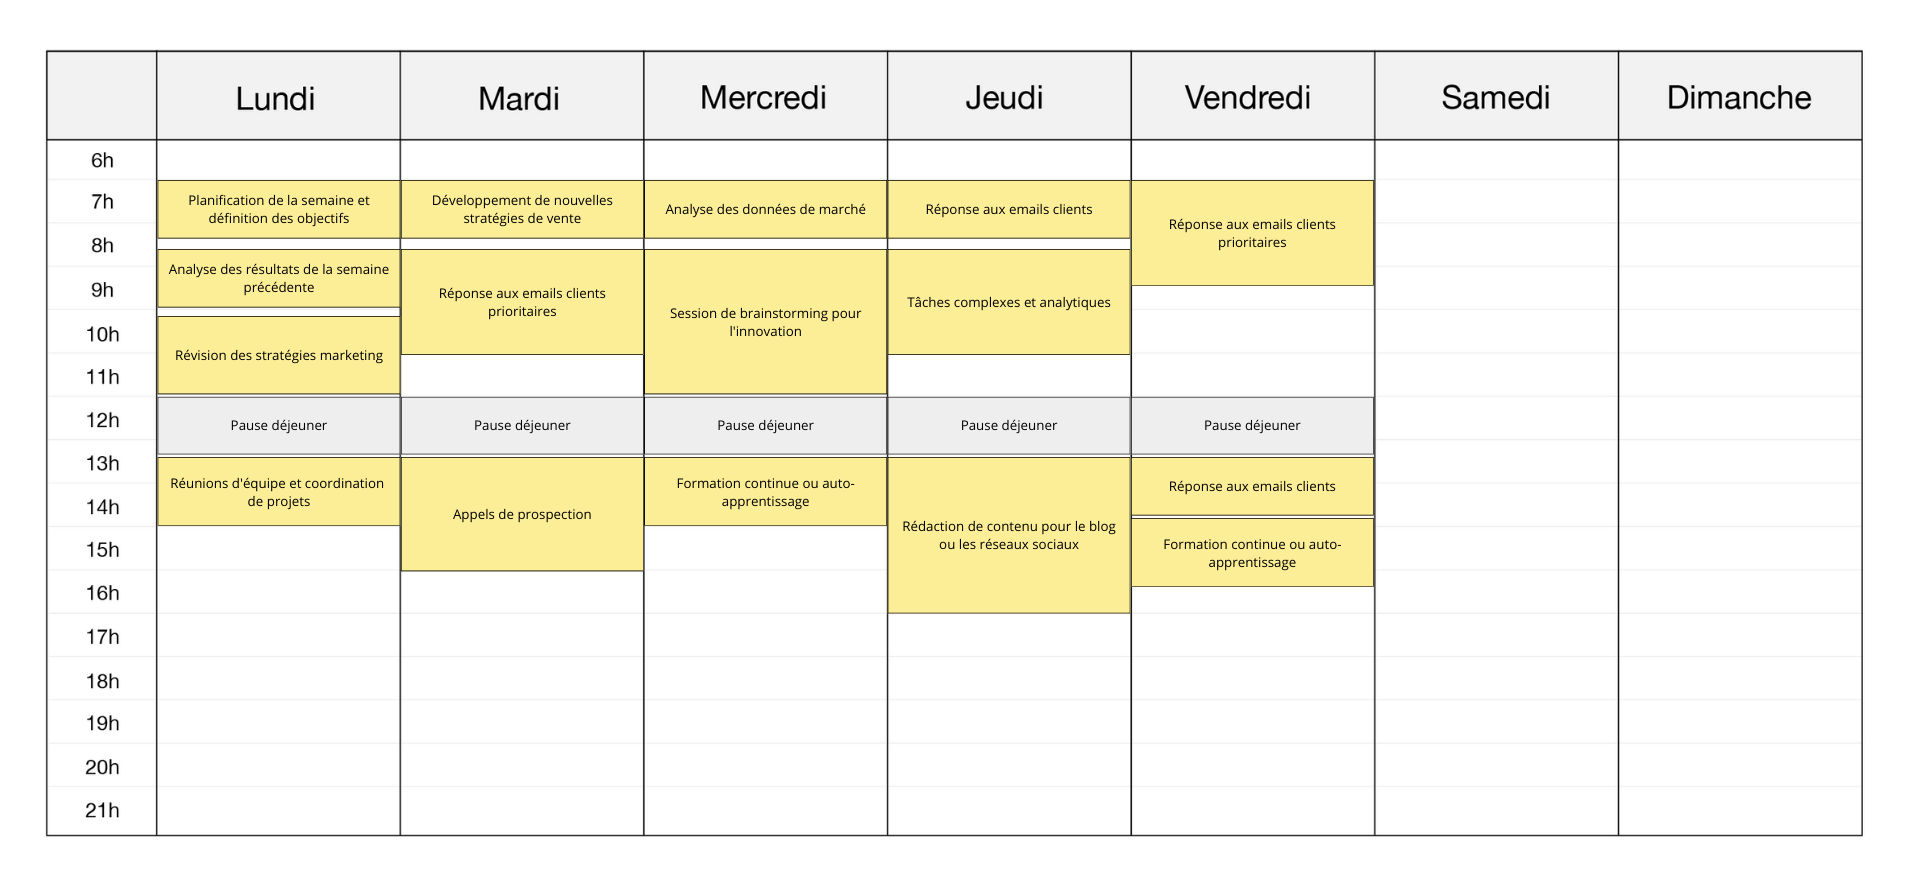 Lundi
Mardi
Mercredi
Jeudi
Vendredi
Samedi
Dimanche
6h
7h
8h
9h
10h
11h
12h
13h
14h
15h
16h
17h
18h
19h
20h
21h
Planification de la semaine et
définition des objectifs
Analyse des résultats de la semaine
précédente
Révision des stratégies marketing
Pause déjeuner
Réunions d'équipe et coordination
de projets
Développement de nouvelles
stratégies de vente
Réponse aux emails clients
prioritaires
Pause déjeuner
Appels de prospection
Analyse des données de marché
Session de brainstorming pour
l'innovation
Pause déjeuner
Formation continue ou auto-
apprentissage
Réponse aux emails clients
Tâches complexes et analytiques
Pause déjeuner
Rédaction de contenu pour le blog
ou les réseaux sociaux
Réponse aux emails clients
prioritaires
Pause déjeuner
Réponse aux emails clients
Formation continue ou auto-
apprentissage